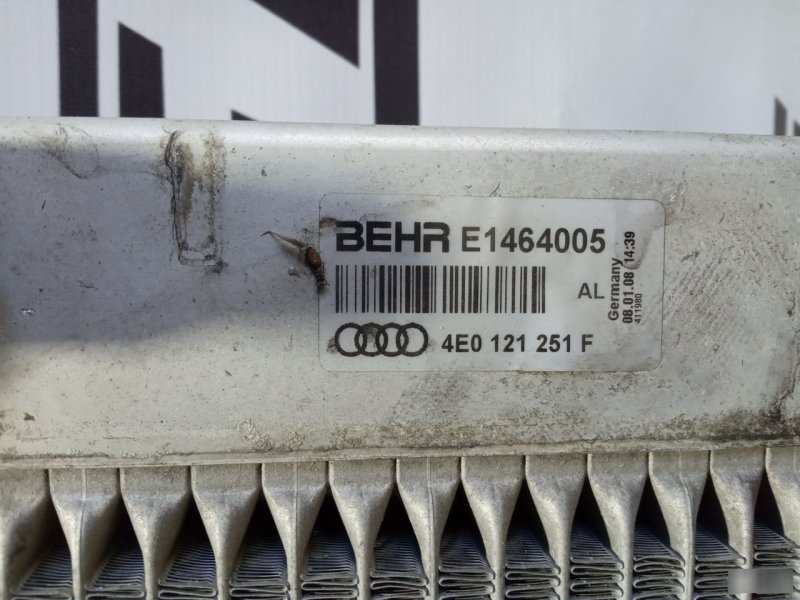 BEHR E1464005
AL
Germany
08.01.08 14:39
411980
4E0 121 251 F